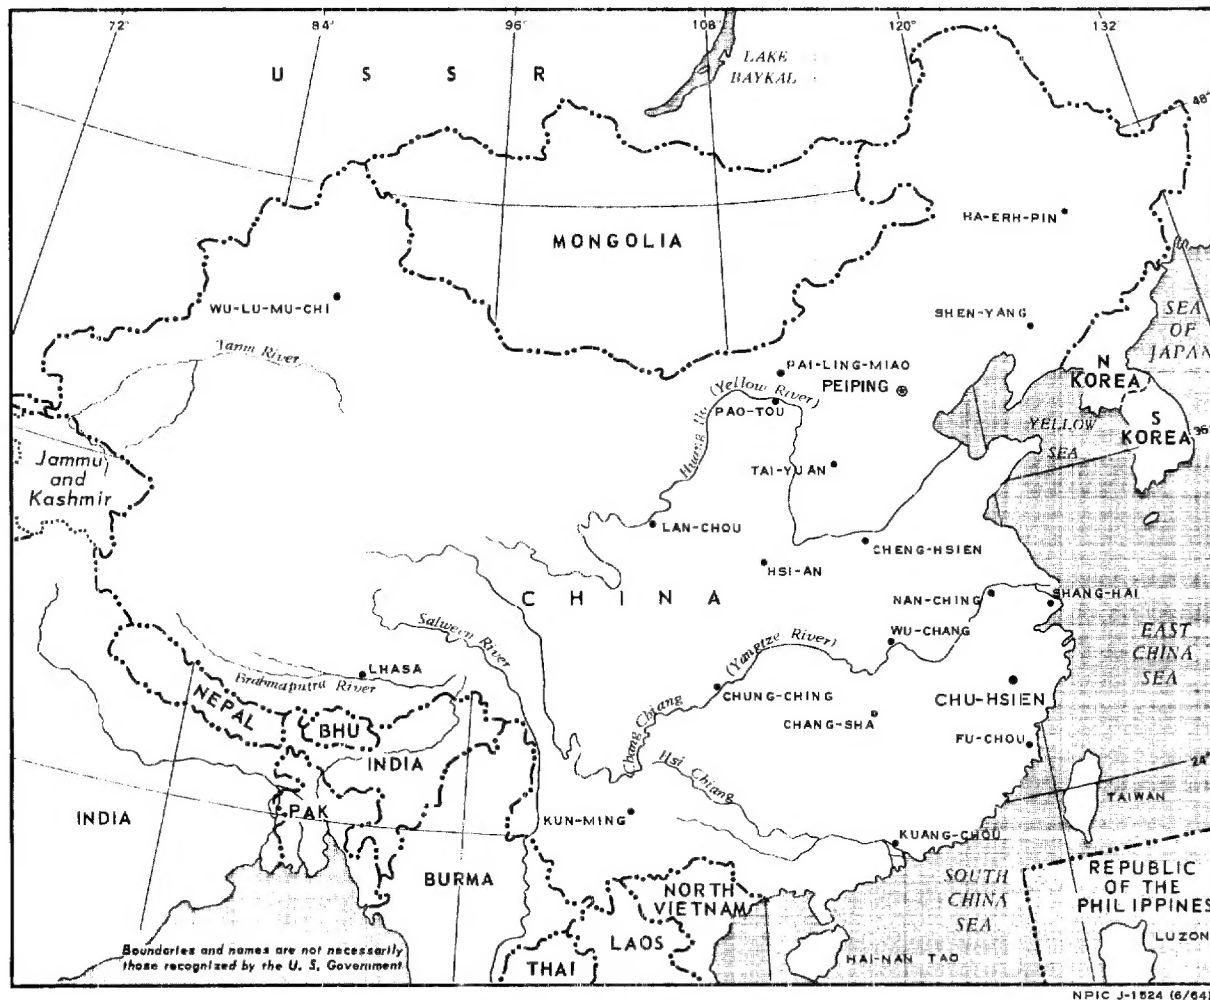 72°
84°
96°
108°
120°
132°
U S S R
LAKE
BAYKAL
48°
HA-ERH-PIN
MONGOLIA
WU-LU-MU-CHI
SHEN-YANG
SEA
OF
JAPAN
River
PAI-LING-MIAO
PEIPING
N
KOREA
(Yellow River)
Huang
PAO-TOU
S
KOREA
36°
YELLOW
SEA
TAI-YUAN
Jammu
and
Kashmir
LAN-CHOU
CHENG-HSIEN
HSI-AN
CHINA
NAN-CHING
SHANG-HAI
Salween River
WU-CHANG
EAST
CHINA
SEA
(Yangtze River)
Chang Chiang
LHASA
Brahmaputra River
CHUNG-CHING
CHU-HSIEN
NEPAL
CHANG-SHA
BHU
FU-CHOU
INDIA
Hsi Chiang
24°
TAIWAN
INDIA
PAK
KUN-MING
KUANG-CHOU
BURMA
NORTH
VIETNAM
SOUTH
CHINA
SEA
REPUBLIC
OF THE
PHILIPPINES
LAOS
LUZON
THAI
HAI-NAN TAO
Boundaries and names are not necessarily
those recognized by the U. S. Government
NPIC J-1524 (6/64)